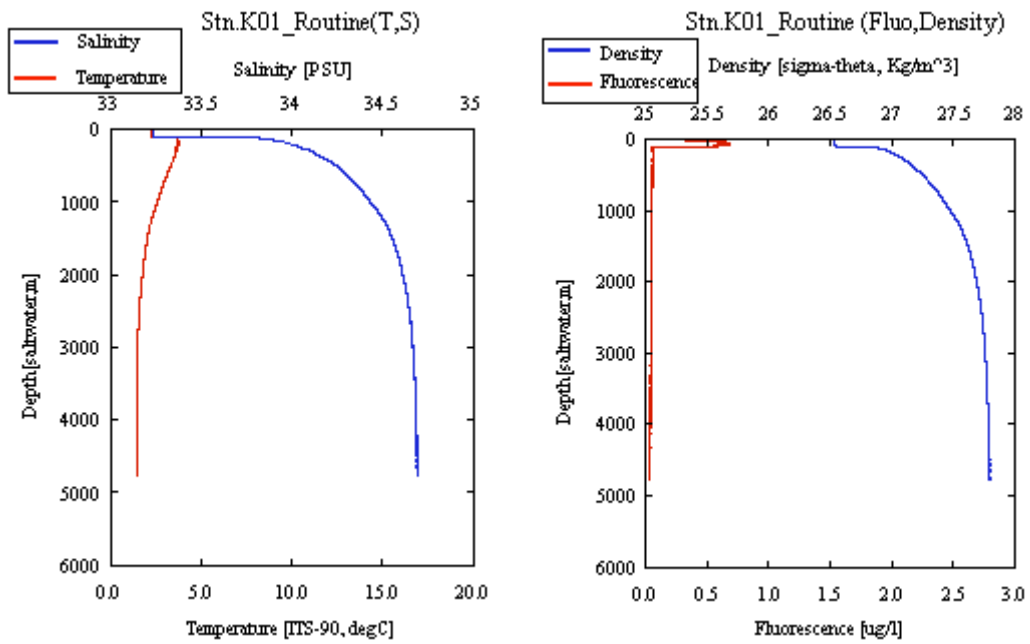 Stn.K01_Routine(T,S)
Salinity
Temperature
Salinity [PSU]
33 33.5 34 34.5 35
0
1000
2000
3000
4000
5000
6000
Depth[saltwater,m]
0.0 5.0 10.0 15.0 20.0
Temperature [ITS-90, degC]
Stn.K01_Routine (Fluo,Density)
Density
Fluorescence
Density [sigma-theta, Kg/m^3]
25 25.5 26 26.5 27 27.5 28
0
1000
2000
3000
4000
5000
6000
Depth[saltwater,m]
0.0 0.5 1.0 1.5 2.0 2.5 3.0
Fluorescence [ug/l]